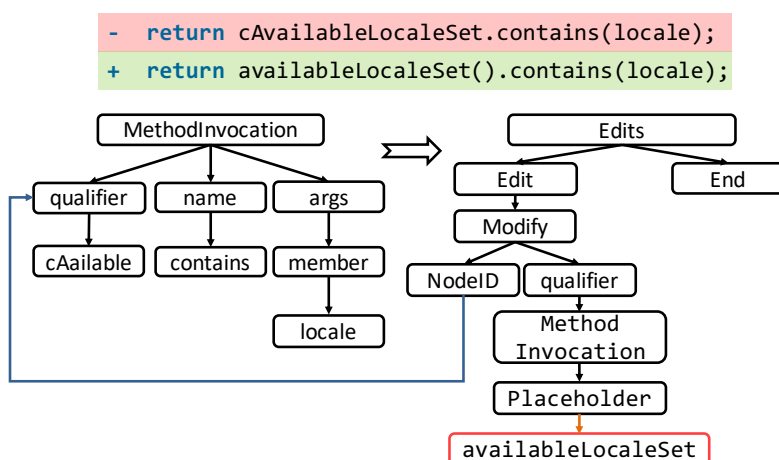 - return cAvailableLocaleSet.contains(locale);
+ return availableLocaleSet().contains(locale);
MethodInvocation
Edits
qualifier
name
args
Edit
End
Modify
cAailable
contains
member
NodeID
qualifier
locale
Method
Invocation
Placeholder
availableLocaleSet